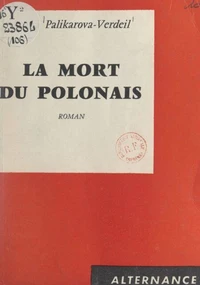 Palikarova-Verdeil
LA MORT
DU POLONAIS
ROMAN
R.F.
ALTERNANCE